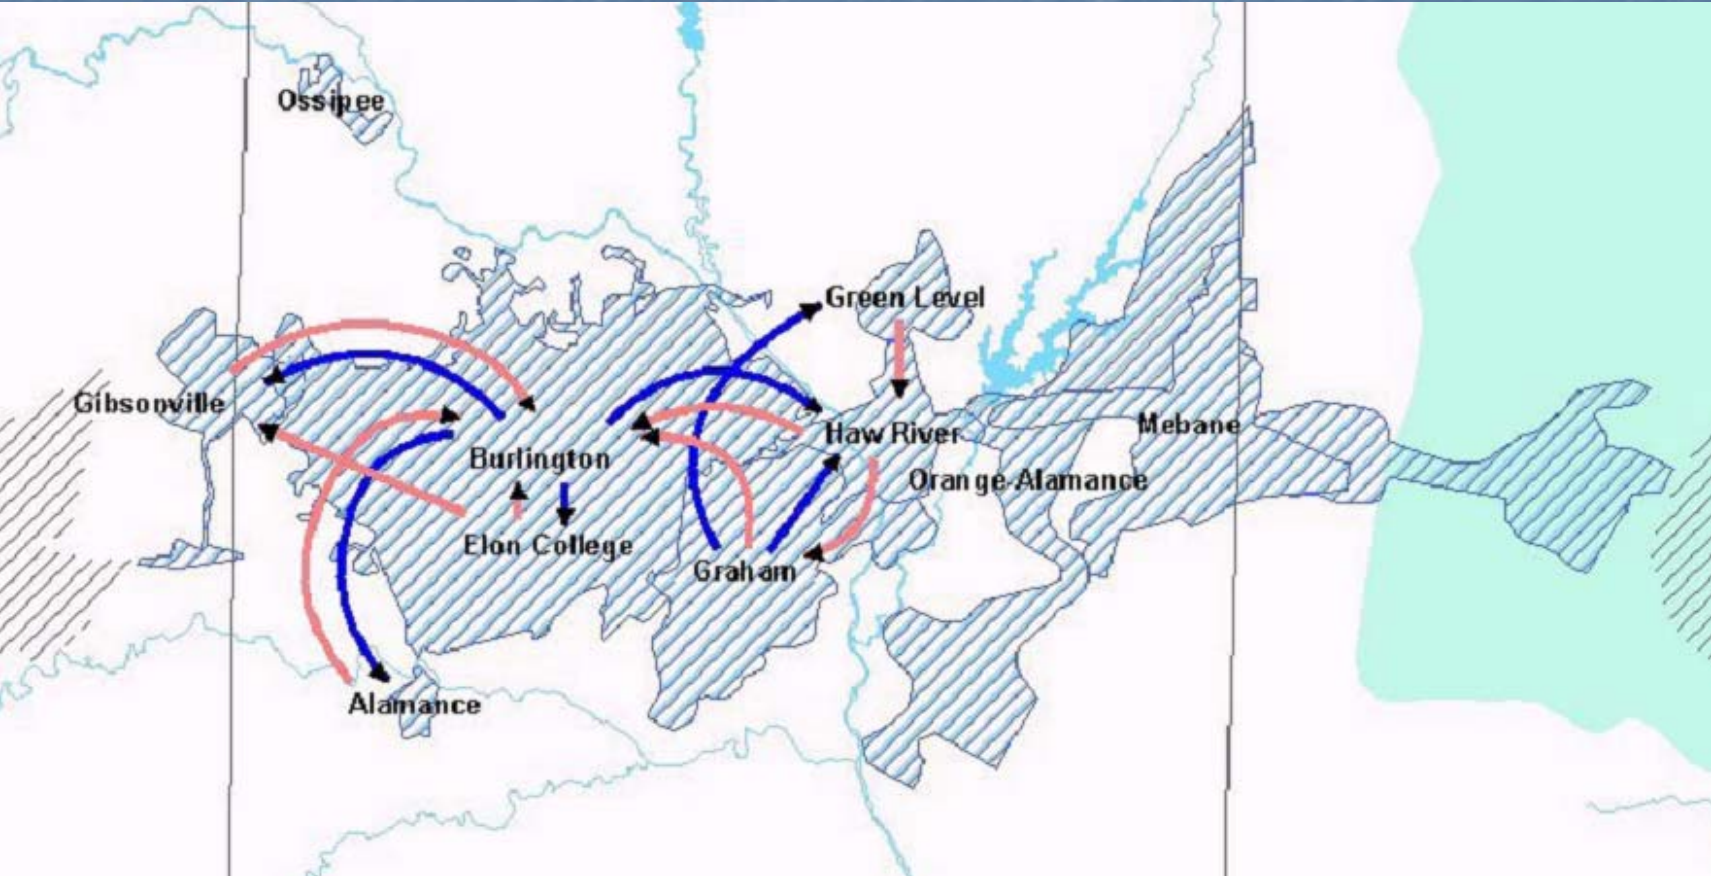 Ossipee
Green Level
Gibsonville
Mebane
Haw River
Burlington
Orange-Alamance
Elon College
Graham
Alamance